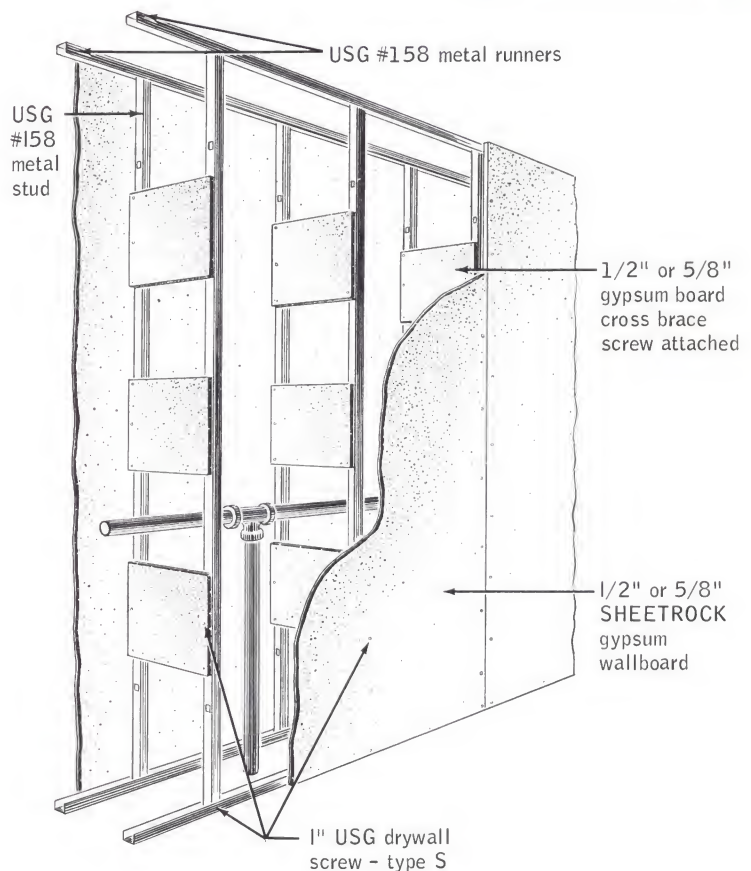 USG #158 metal runners
USG
#158
metal
stud
1/2" or 5/8"
gypsum board
cross brace
screw attached
1/2" or 5/8"
SHEETROCK
gypsum
wallboard
1" USG drywall
screw - type S